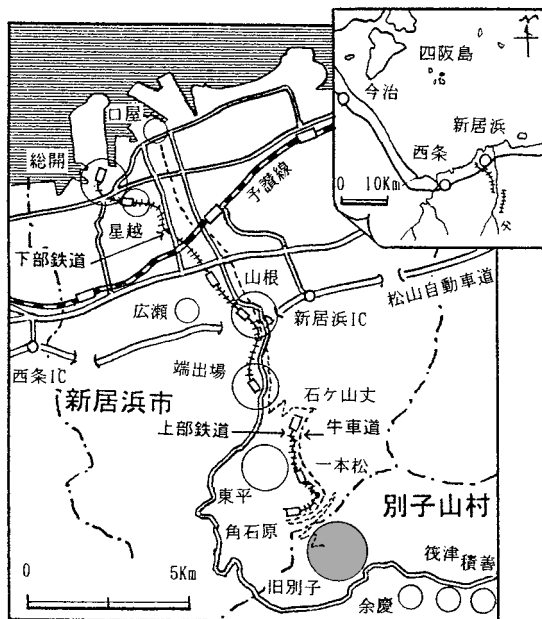 四阪島
今治
新居浜
西条
0 10Km
口屋
総開
星越
予讃線
下部鉄道
山根
広瀬
新居浜IC
松山自動車道
西条IC
端出場
新居浜市
石ケ山丈
上部鉄道
牛車道
一本松
東平
角石原
別子山村
0 5Km
旧別子
筏津
積善
余慶